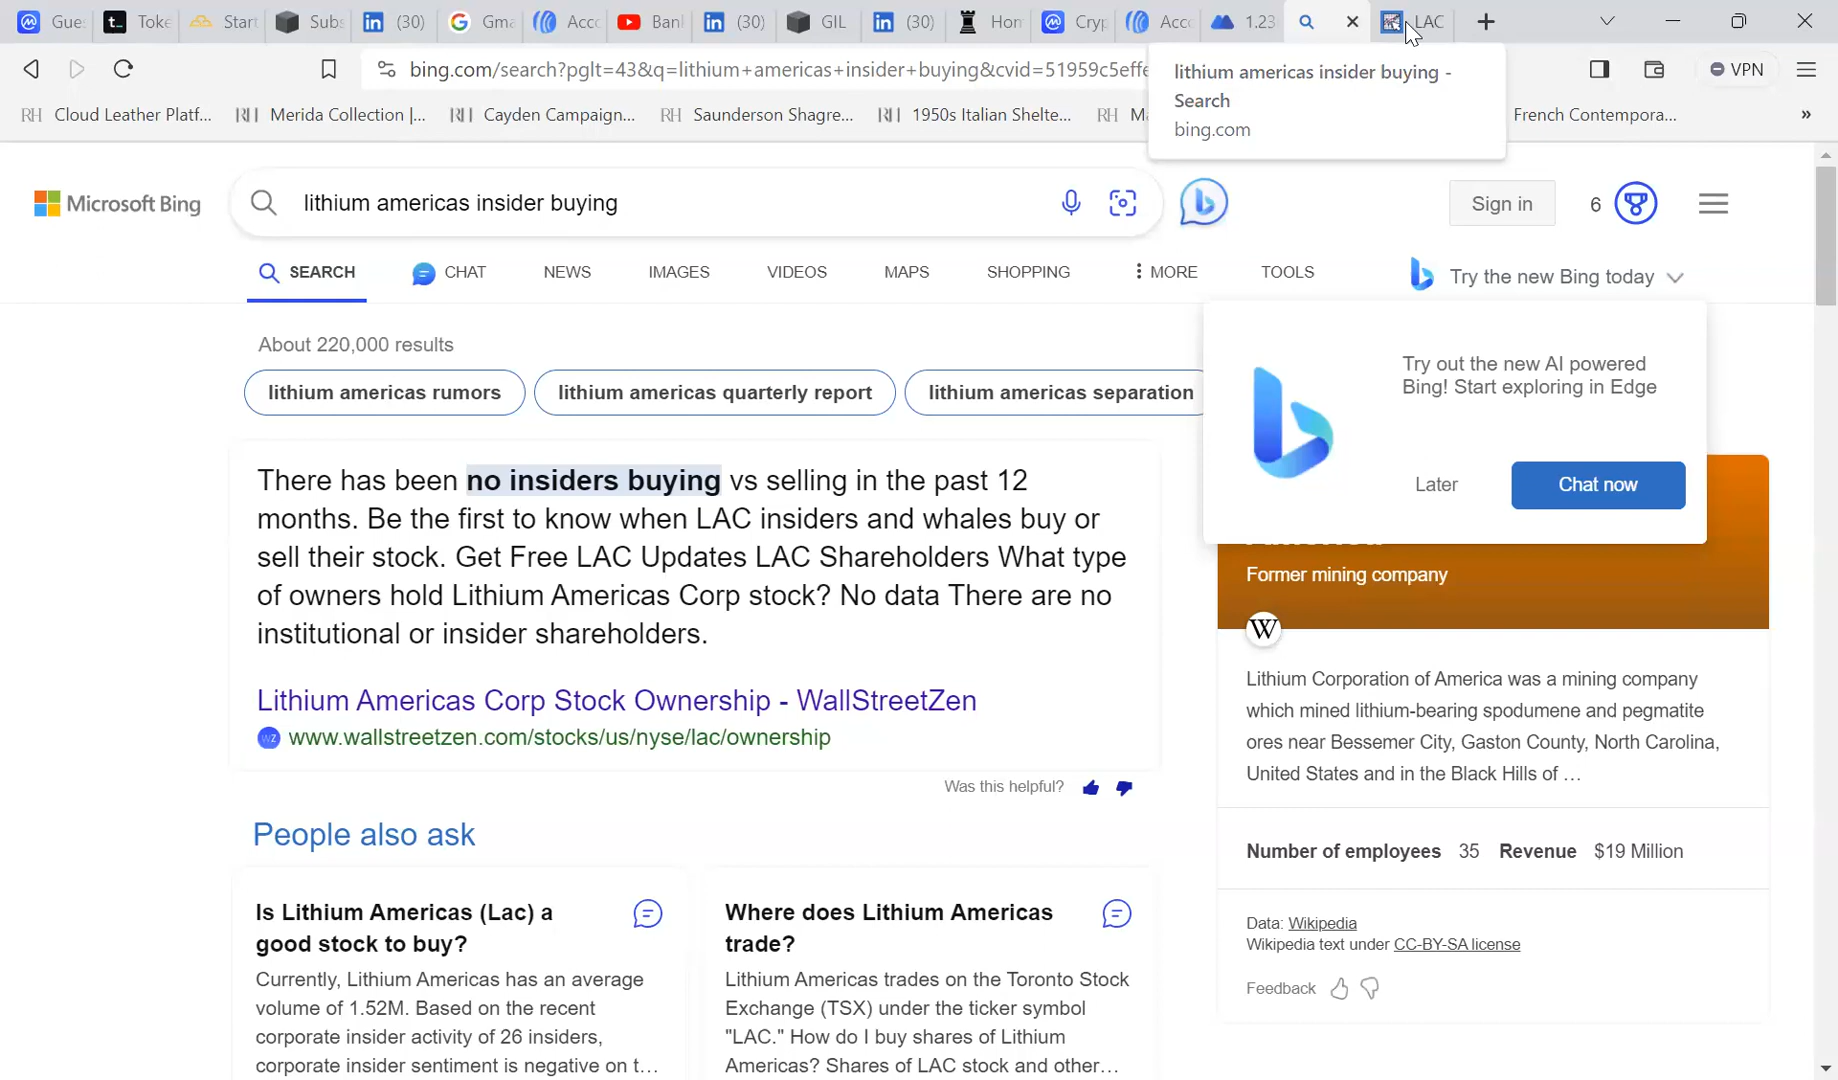 Gues
Toke
Start
Subs
(30)
Gma
Acco
Banl
(30)
GIL
(30)
Hon
Cryp
Acco
1.23
LAC
bing.com/search?pglt=43&q=lithium+americas+insider+buying&cvid=51959c5effe
VPN
lithium americas insider buying -
Search
bing.com
RH Cloud Leather Platf...
RH Merida Collection |...
RH Cayden Campaign...
RH Saunderson Shagre...
RH 1950s Italian Shelte...
RH
French Contempora...
»
Microsoft Bing
lithium americas insider buying
Sign in
6
SEARCH
CHAT
NEWS
IMAGES
VIDEOS
MAPS
SHOPPING
MORE
TOOLS
Try the new Bing today
About 220,000 results
lithium americas rumors
lithium americas quarterly report
lithium americas separation
Try out the new AI powered
Bing! Start exploring in Edge
Later
Chat now
There has been no insiders buying vs selling in the past 12
months. Be the first to know when LAC insiders and whales buy or
sell their stock. Get Free LAC Updates LAC Shareholders What type
of owners hold Lithium Americas Corp stock? No data There are no
institutional or insider shareholders.
Lithium Americas Corp Stock Ownership - WallStreetZen
WZ www.wallstreetzen.com/stocks/us/nyse/lac/ownership
Was this helpful?
Former mining company
W
Lithium Corporation of America was a mining company
which mined lithium-bearing spodumene and pegmatite
ores near Bessemer City, Gaston County, North Carolina,
United States and in the Black Hills of ...
Number of employees 35 Revenue $19 Million
Data: Wikipedia
Wikipedia text under CC-BY-SA license
Feedback
People also ask
Is Lithium Americas (Lac) a
good stock to buy?
Currently, Lithium Americas has an average
volume of 1.52M. Based on the recent
corporate insider activity of 26 insiders,
corporate insider sentiment is negative on t...
Where does Lithium Americas
trade?
Lithium Americas trades on the Toronto Stock
Exchange (TSX) under the ticker symbol
"LAC." How do I buy shares of Lithium
Americas? Shares of LAC stock and other...